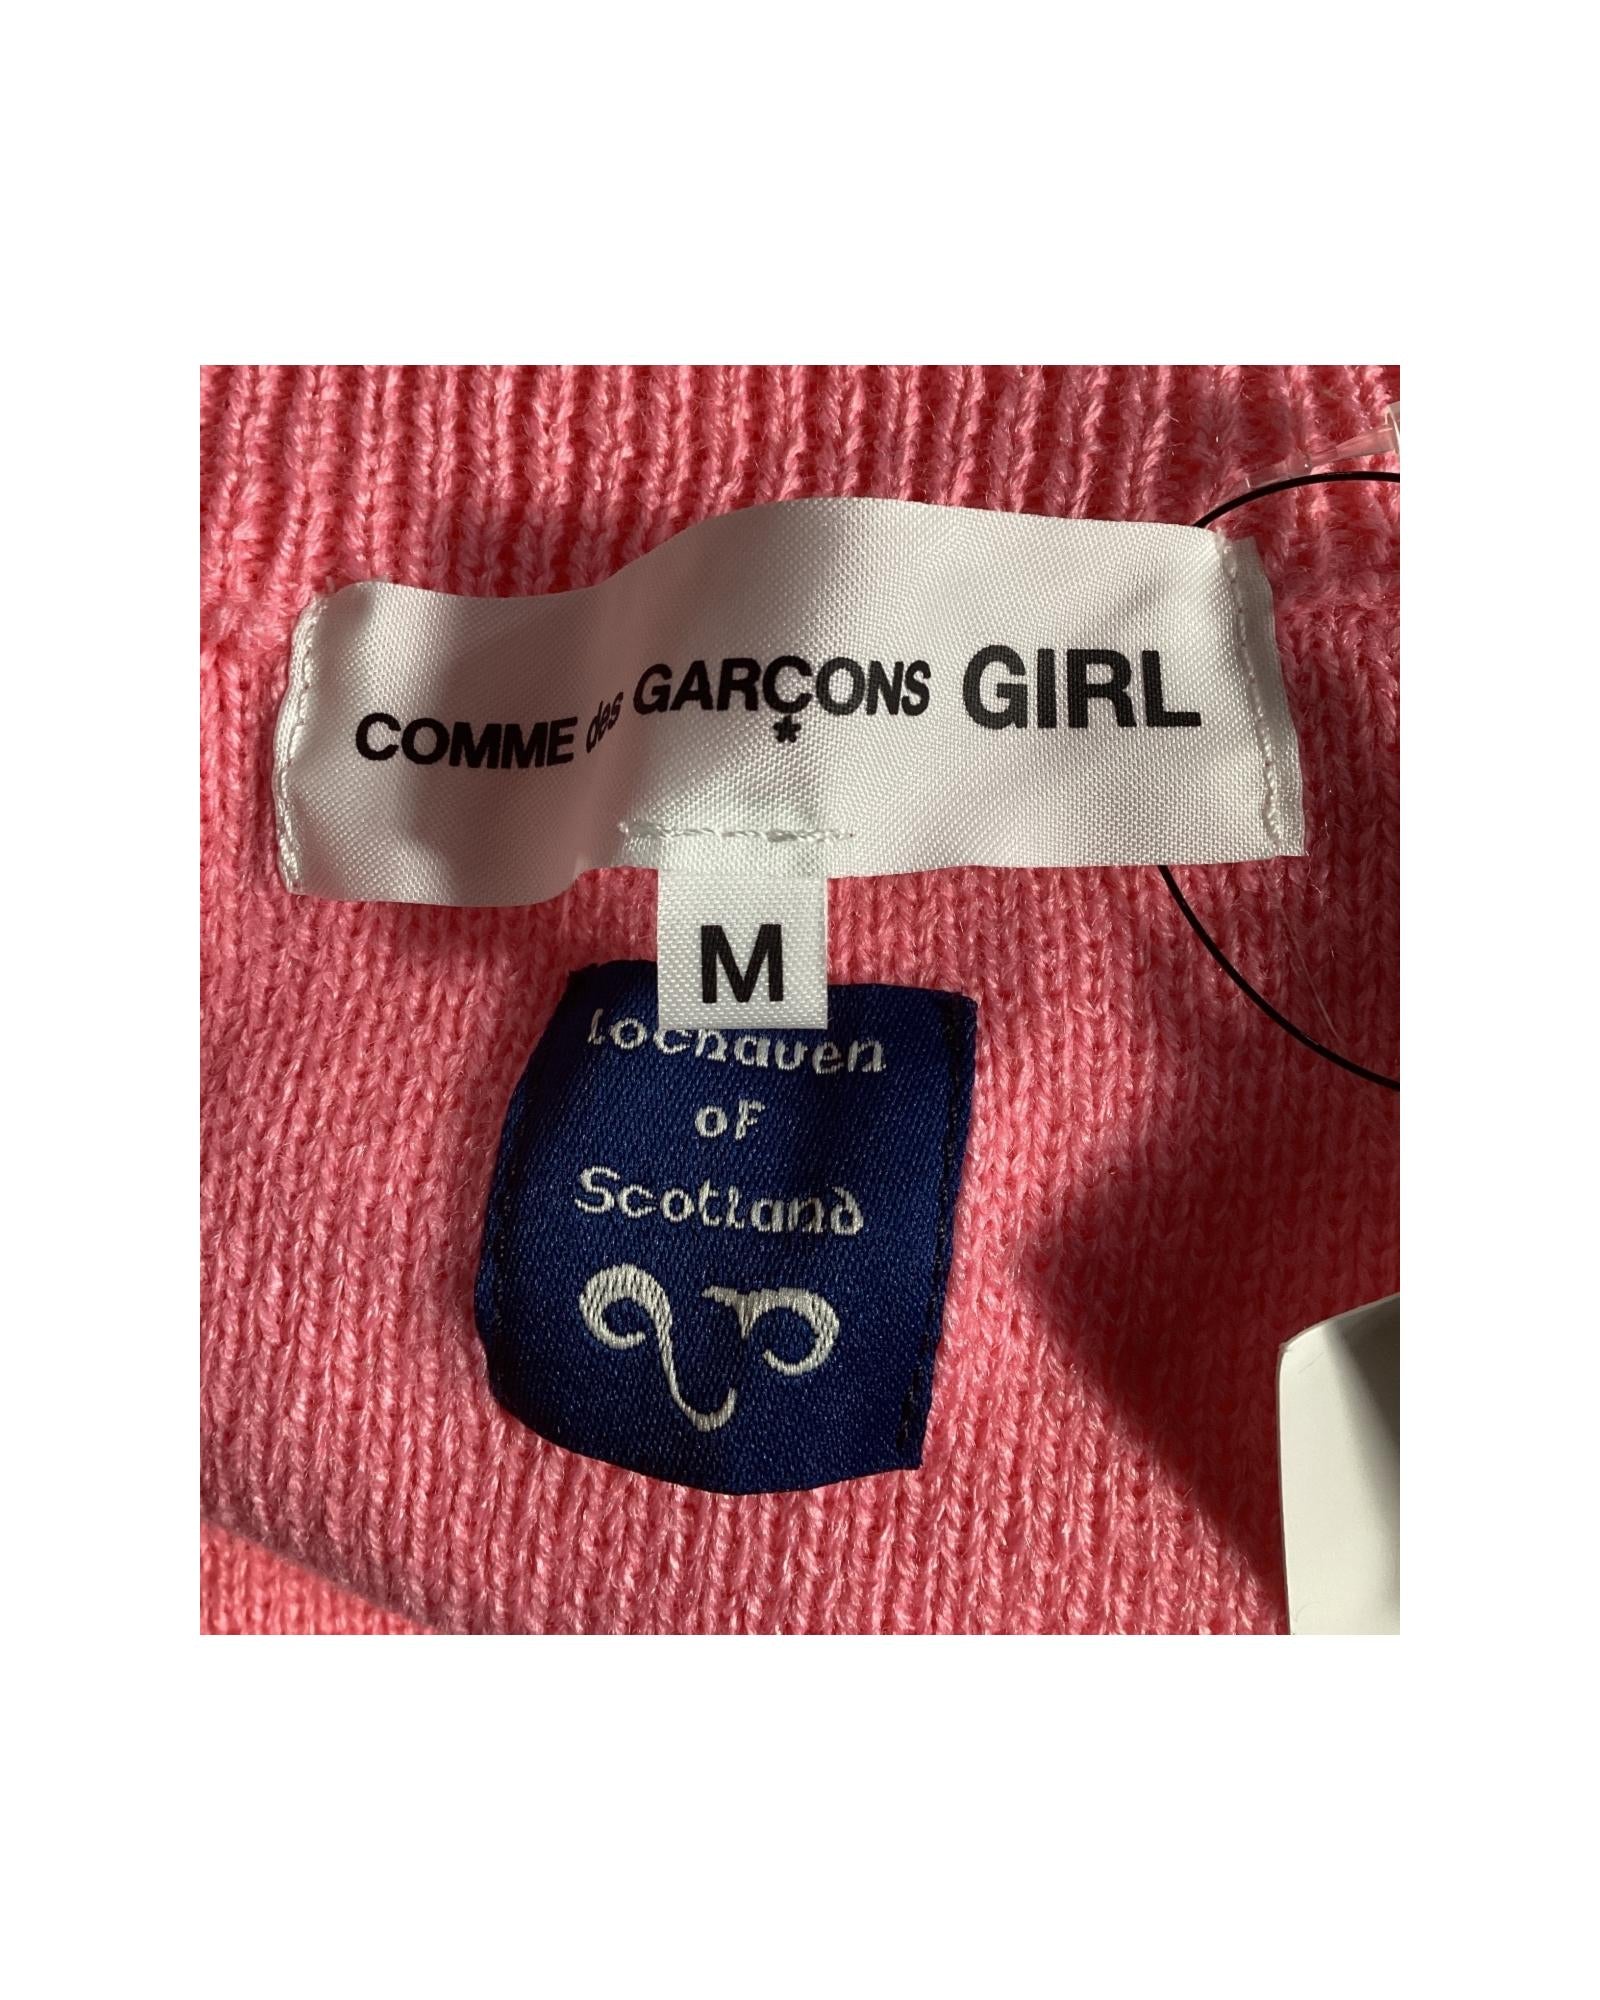 COMME des GARÇONS GIRL
*
M
Lochaven
of
Scotland